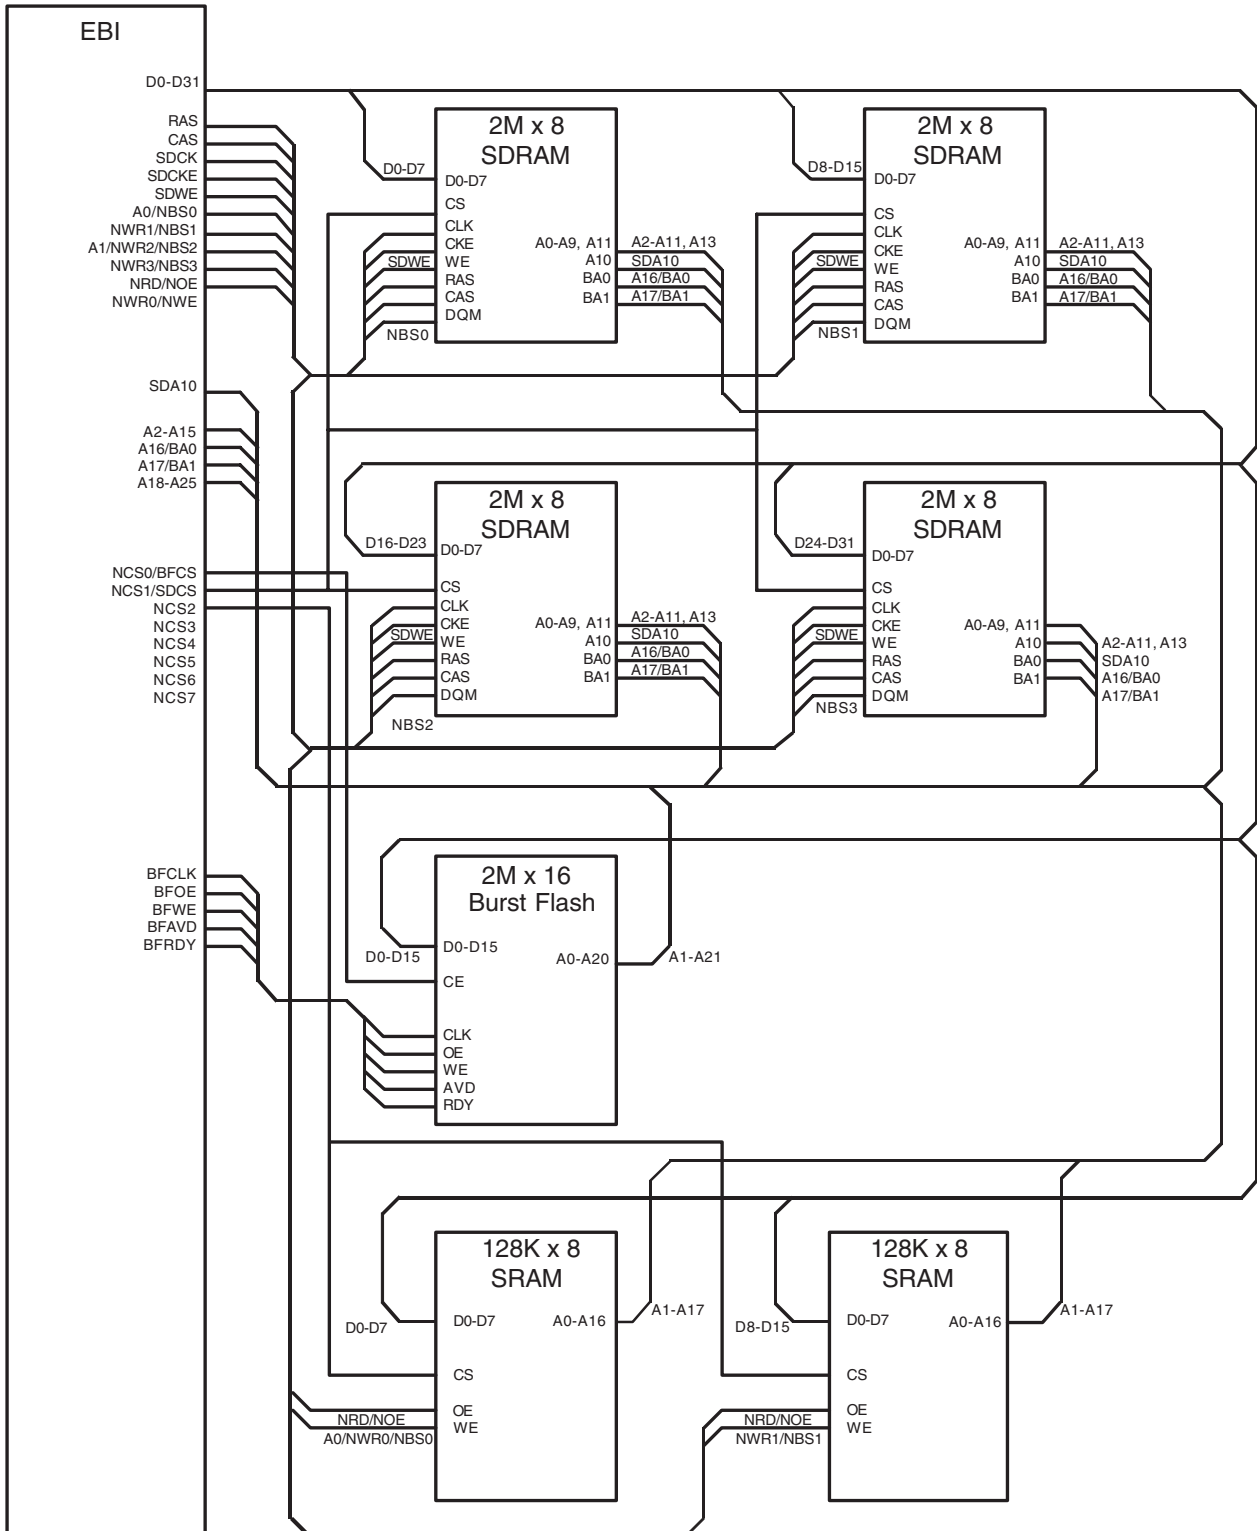 EBI
D0-D31
RAS
CAS
SDCK
SDCKE
SDWE
A0/NBS0
NWR1/NBS1
A1/NWR2/NBS2
NWR3/NBS3
NRD/NOE
NWR0/NWE
SDA10
A2-A15
A16/BA0
A17/BA1
A18-A25
NCS0/BFCS
NCS1/SDCS
NCS2
NCS3
NCS4
NCS5
NCS6
NCS7
BFCLK
BFOE
BFWE
BFAVD
BFRDY
2M x 8
SDRAM
D0-D7
D0-D7
CS
CLK
CKE
SDWE
WE
RAS
CAS
DQM
NBS0
A0-A9, A11
A10
BA0
BA1
A2-A11, A13
SDA10
A16/BA0
A17/BA1
2M x 8
SDRAM
D8-D15
D0-D7
CS
CLK
CKE
SDWE
WE
RAS
CAS
DQM
NBS1
A0-A9, A11
A10
BA0
BA1
A2-A11, A13
SDA10
A16/BA0
A17/BA1
2M x 8
SDRAM
D16-D23
D0-D7
CS
CLK
CKE
SDWE
WE
RAS
CAS
DQM
NBS2
A0-A9, A11
A10
BA0
BA1
A2-A11, A13
SDA10
A16/BA0
A17/BA1
2M x 8
SDRAM
D24-D31
D0-D7
CS
CLK
CKE
SDWE
WE
RAS
CAS
DQM
NBS3
A0-A9, A11
A10
BA0
BA1
A2-A11, A13
SDA10
A16/BA0
A17/BA1
2M x 16
Burst Flash
D0-D15
D0-D15
CE
CLK
OE
WE
AVD
RDY
A0-A20
A1-A21
128K x 8
SRAM
D0-D7
D0-D7
CS
OE
WE
NRD/NOE
A0/NWR0/NBS0
A0-A16
A1-A17
128K x 8
SRAM
D8-D15
D0-D7
CS
OE
WE
NRD/NOE
NWR1/NBS1
A0-A16
A1-A17